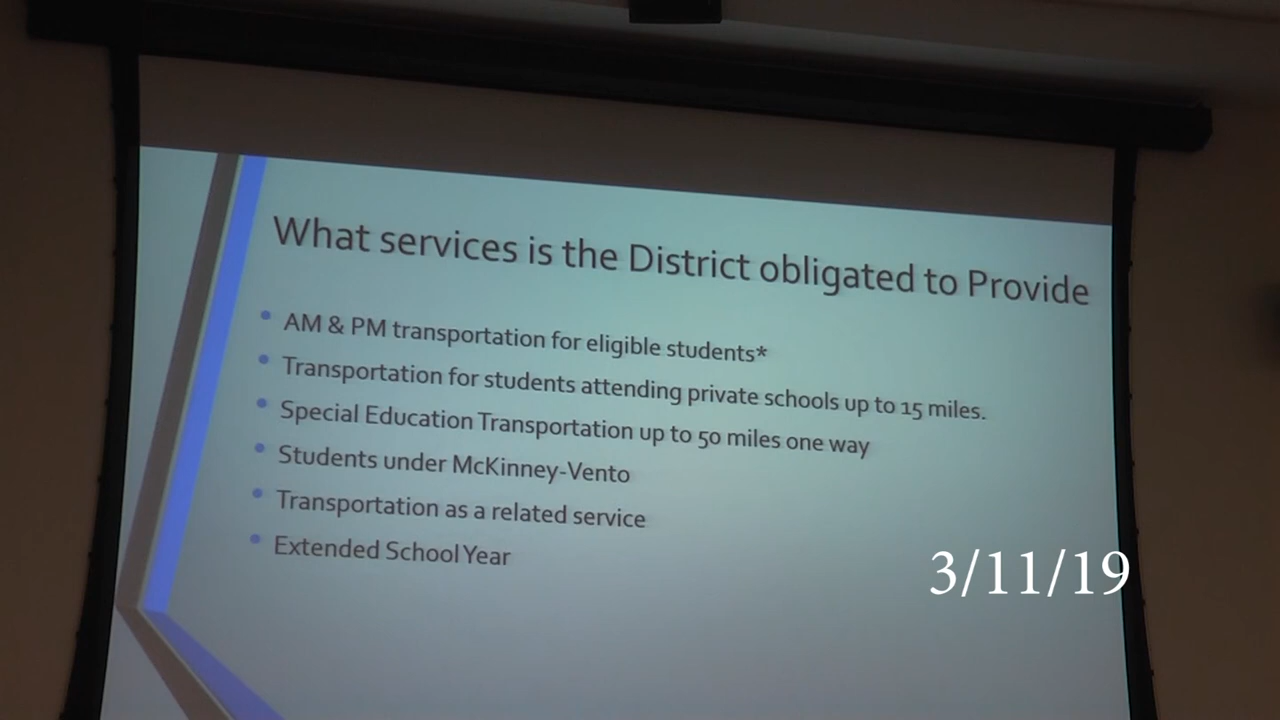 What services is the District obligated to Provide
AM & PM transportation for eligible students*
Transportation for students attending private schools up to 15 miles.
Special Education Transportation up to 50 miles one way
Students under McKinney-Vento
Transportation as a related service
Extended School Year
3/11/19